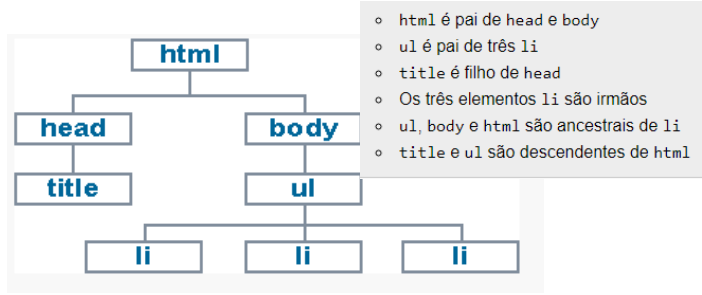 html é pai de head e body
ul é pai de três li
title é filho de head
Os três elementos li são irmãos
ul, body e html são ancestrais de li
title e ul são descendentes de html
html
head body
title ul
li li li